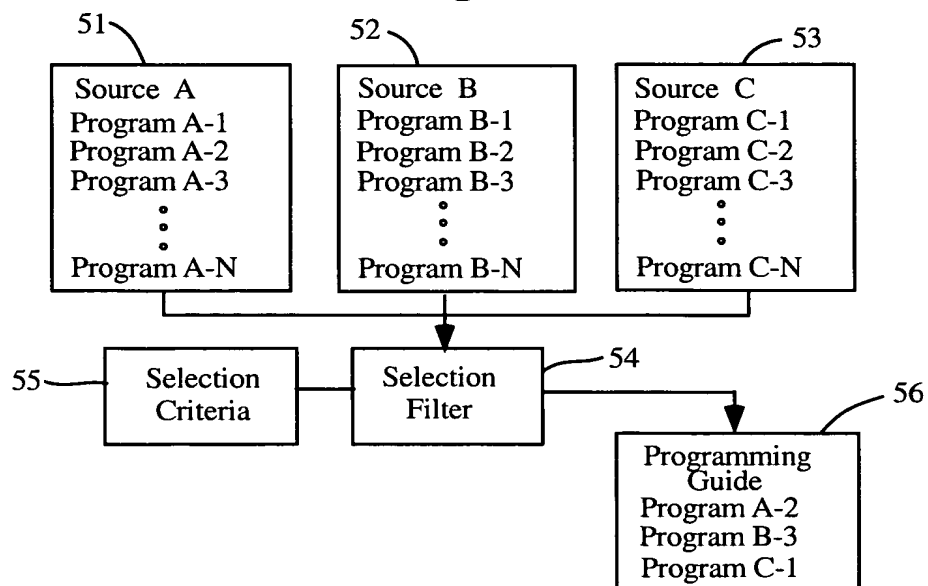 51
Source A
Program A-1
Program A-2
Program A-3
Program A-N
52
Source B
Program B-1
Program B-2
Program B-3
Program B-N
53
Source C
Program C-1
Program C-2
Program C-3
Program C-N
55
Selection
Criteria
Selection
Filter
54
56
Programming
Guide
Program A-2
Program B-3
Program C-1